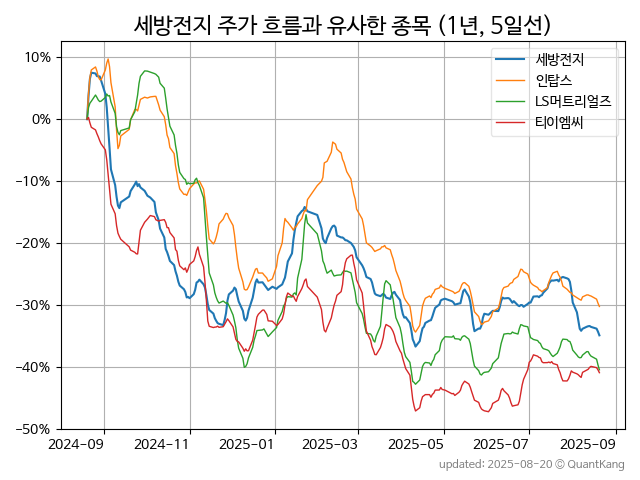 세방전지 주가 흐름과 유사한 종목 (1년, 5일선)
세방전지
인탑스
LS머트리얼즈
티이엠씨
10%
0%
−10%
−20%
−30%
−40%
−50%
2024-09 2024-11 2025-01 2025-03 2025-05 2025-07 2025-09
updated: 2025-08-20 © QuantKang